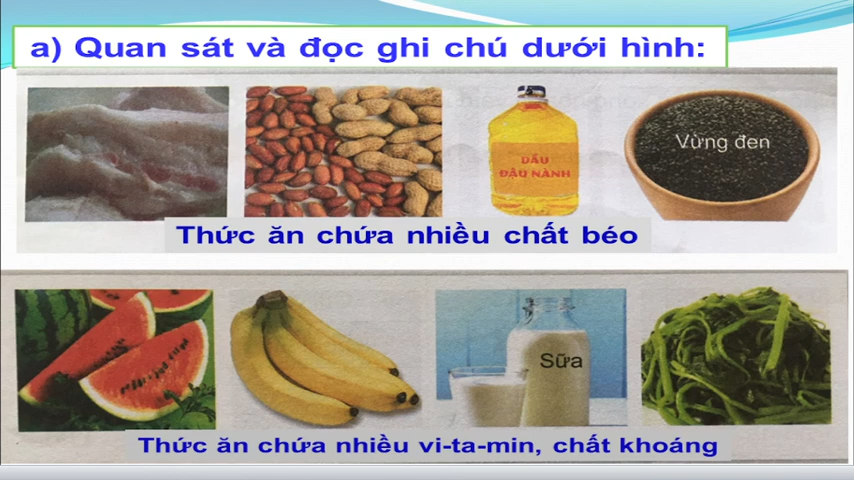 a) Quan sát và đọc ghi chú dưới hình:
DẦU
ĐẬU NÀNH
Vừng đen
Thức ăn chứa nhiều chất béo
Sữa
Thức ăn chứa nhiều vi-ta-min, chất khoáng